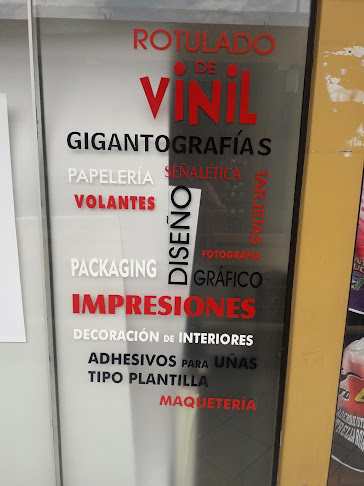 ROTULADO
DE
ViNiL
GIGANTOGRAFÍAS
PAPELERÍA
SEÑALETICA
VOLANTES
TARJETAS
DISEÑO
FOTOGRAFIA
PACKAGING
GRÁFICO
IMPRESIONES
DECORACIÓN DE INTERIORES
ADHESIVOS PARA UÑAS
TIPO PLANTILLA
MAQUETERÍA